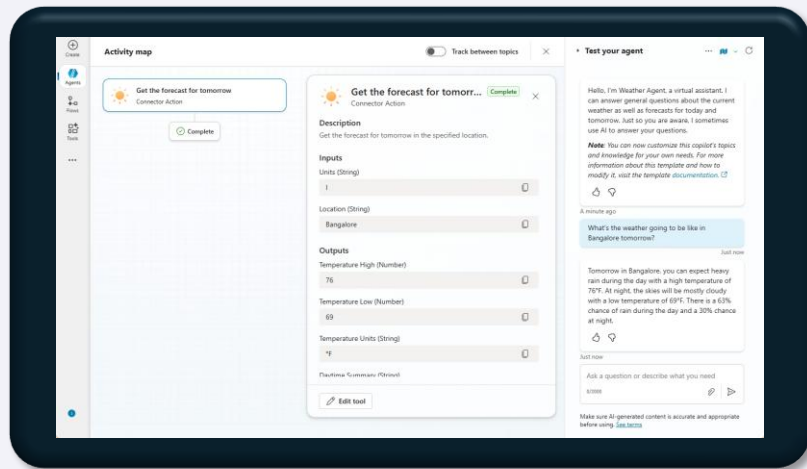 Create
Agents
Flows
Tools
Activity map
Track between topics
Get the forecast for tomorrow
Connector Action
Complete
Get the forecast for tomorr...
Complete
Connector Action
Description
Get the forecast for tomorrow in the specified location.
Inputs
Units (String)
I
Location (String)
Bangalore
Outputs
Temperature High (Number)
76
Temperature Low (Number)
69
Temperature Units (String)
°F
Daytime Summary (String)
Edit tool
Test your agent
Hello, I'm Weather Agent, a virtual assistant. I
can answer general questions about the current
weather as well as forecasts for today and
tomorrow. Just so you are aware, I sometimes
use AI to answer your questions.
Note: You can now customize this copilot's topics
and knowledge for your own needs. For more
information about this template and how to
modify it, visit the template documentation.
A minute ago
What's the weather going to be like in
Bangalore tomorrow?
Just now
Tomorrow in Bangalore, you can expect heavy
rain during the day with a high temperature of
76°F. At night, the skies will be mostly cloudy
with a low temperature of 69°F. There is a 63%
chance of rain during the day and a 30% chance
at night.
Just now
Ask a question or describe what you need
0/2000
Make sure AI-generated content is accurate and appropriate
before using. See terms